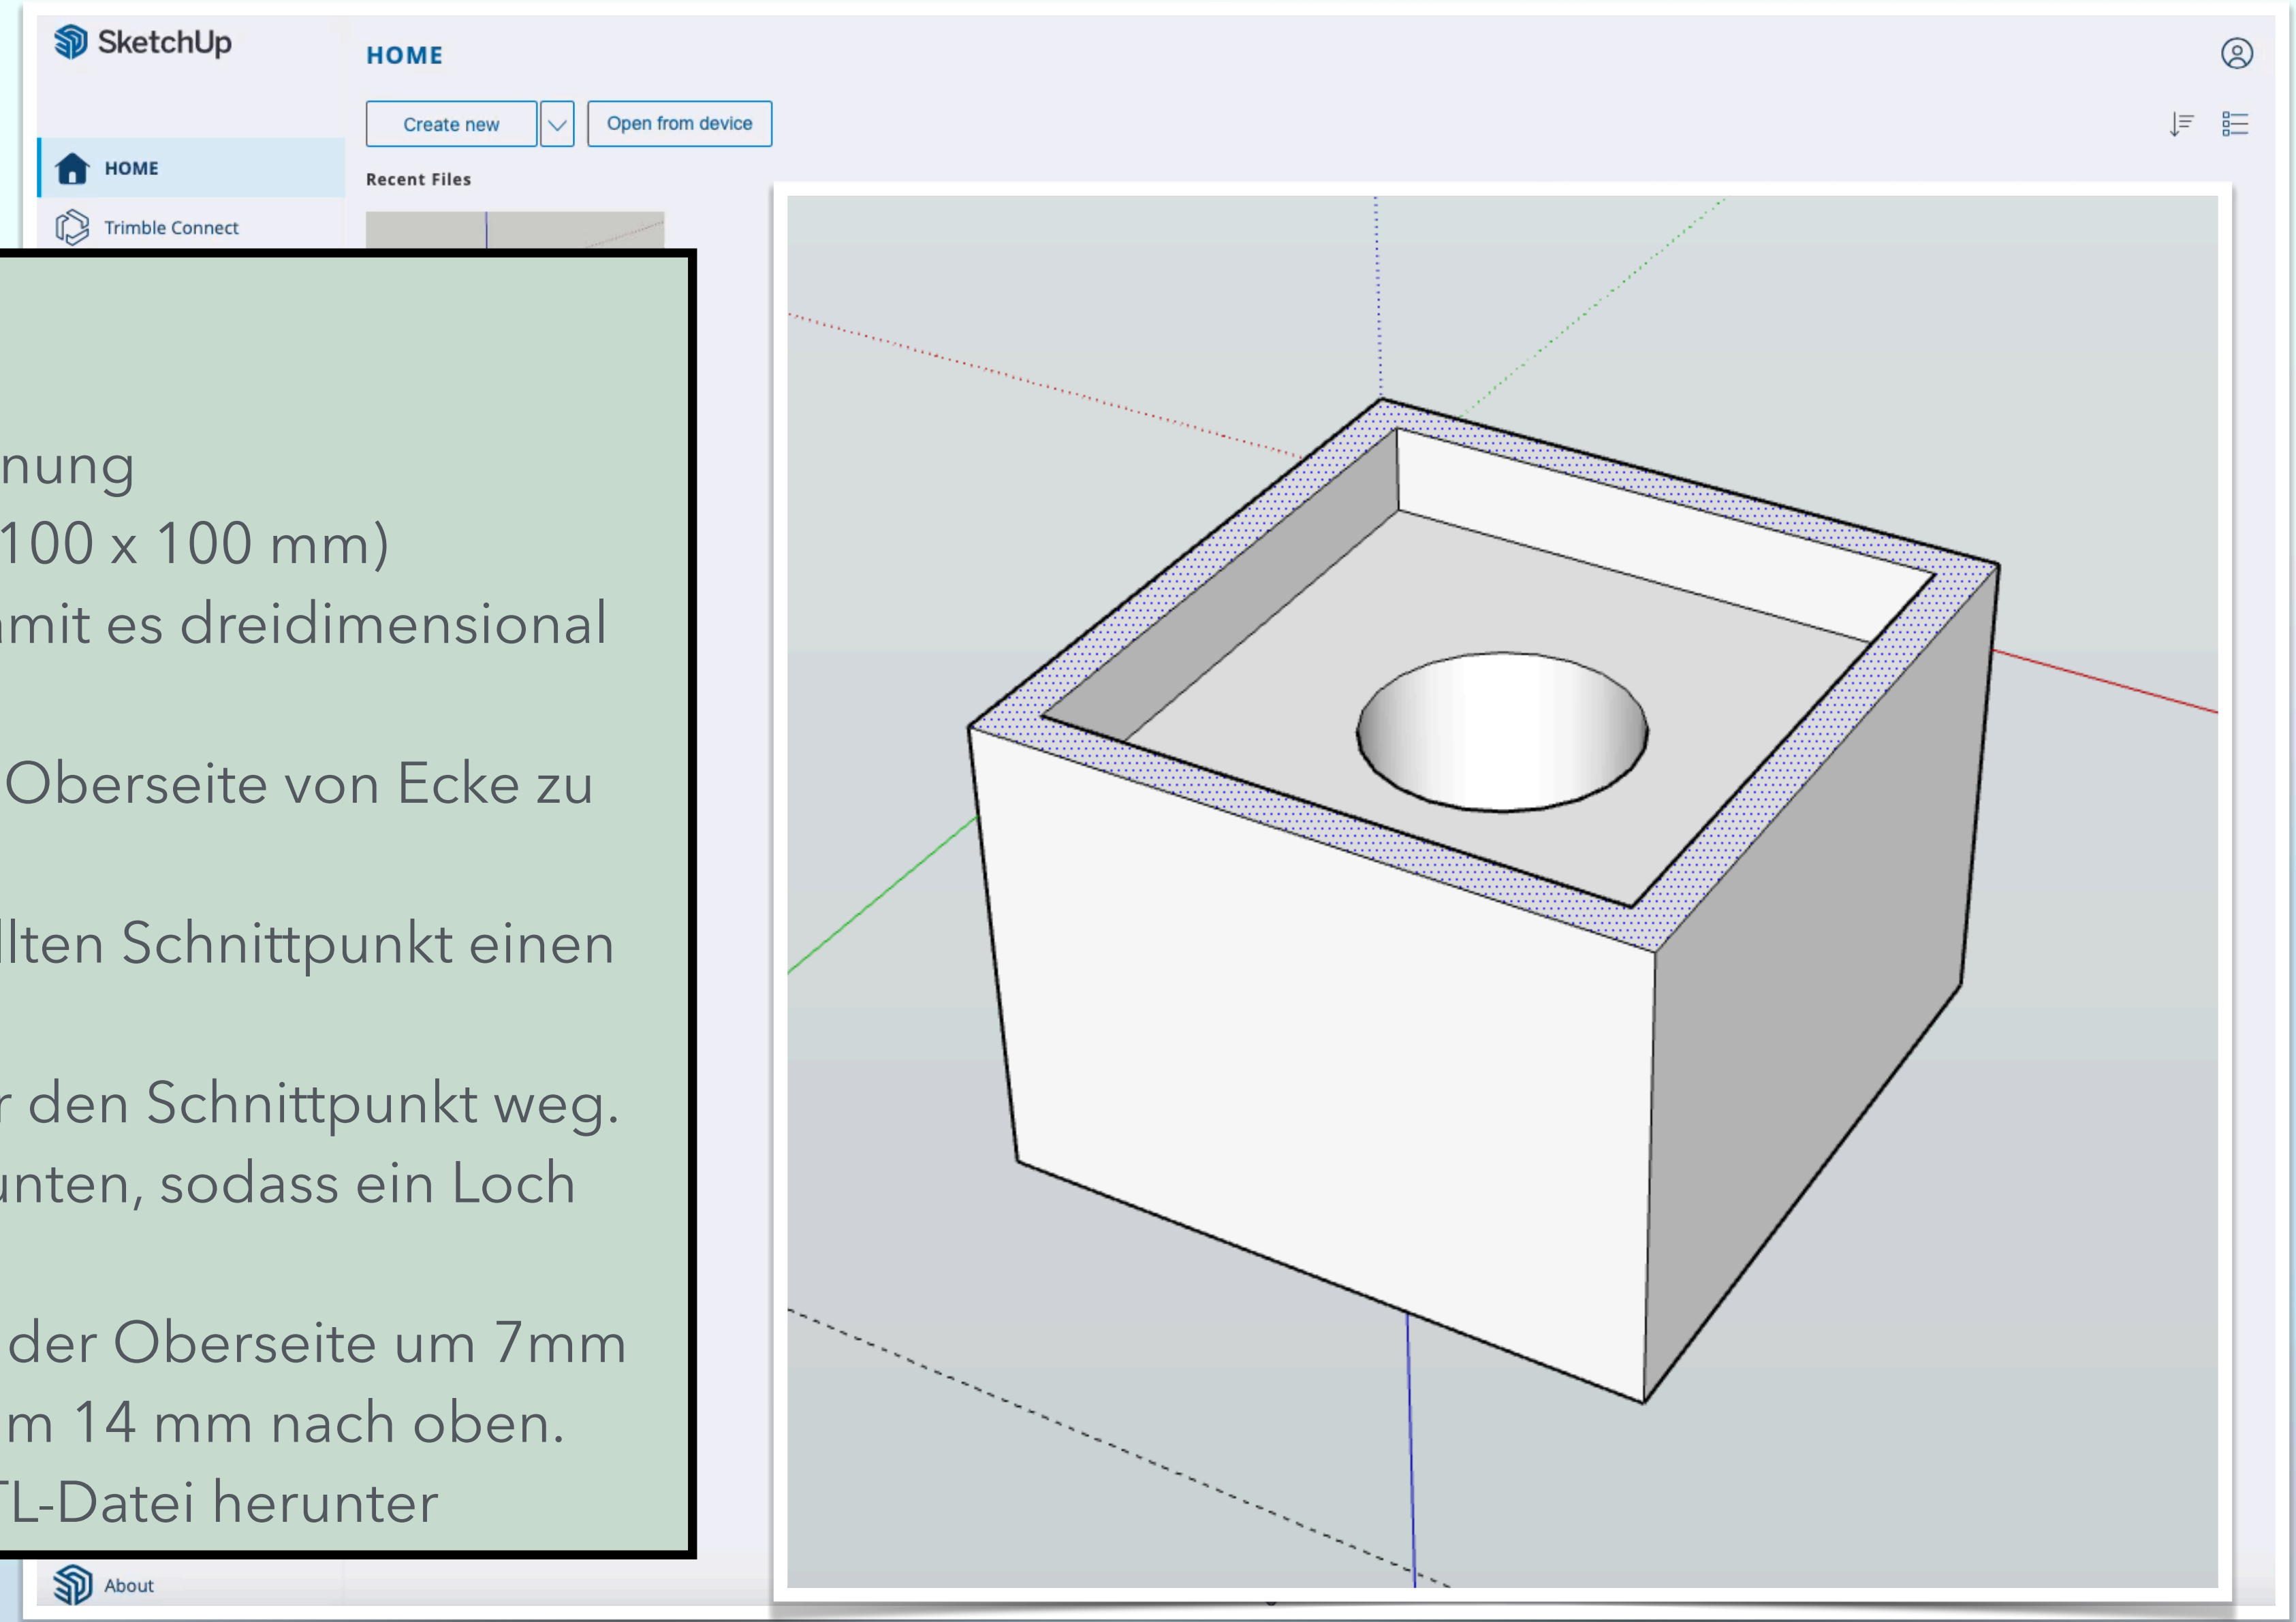 SketchUp
HOME
Create new
Open from device
HOME
Recent Files
Trimble Connect
nung
100 x 100 mm)
mit es dreidimensional
Oberseite von Ecke zu
llten Schnittpunkt einen
r den Schnittpunkt weg.
unten, sodass ein Loch
der Oberseite um 7mm
m 14 mm nach oben.
TL-Datei herunter
About